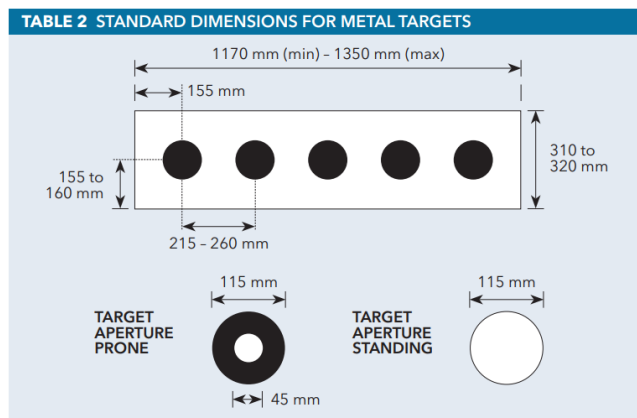 TABLE 2 STANDARD DIMENSIONS FOR METAL TARGETS
1170 mm (min) – 1350 mm (max)
155 mm
155 to
160 mm
310 to
320 mm
215 – 260 mm
115 mm
TARGET
APERTURE
PRONE
45 mm
115 mm
TARGET
APERTURE
STANDING